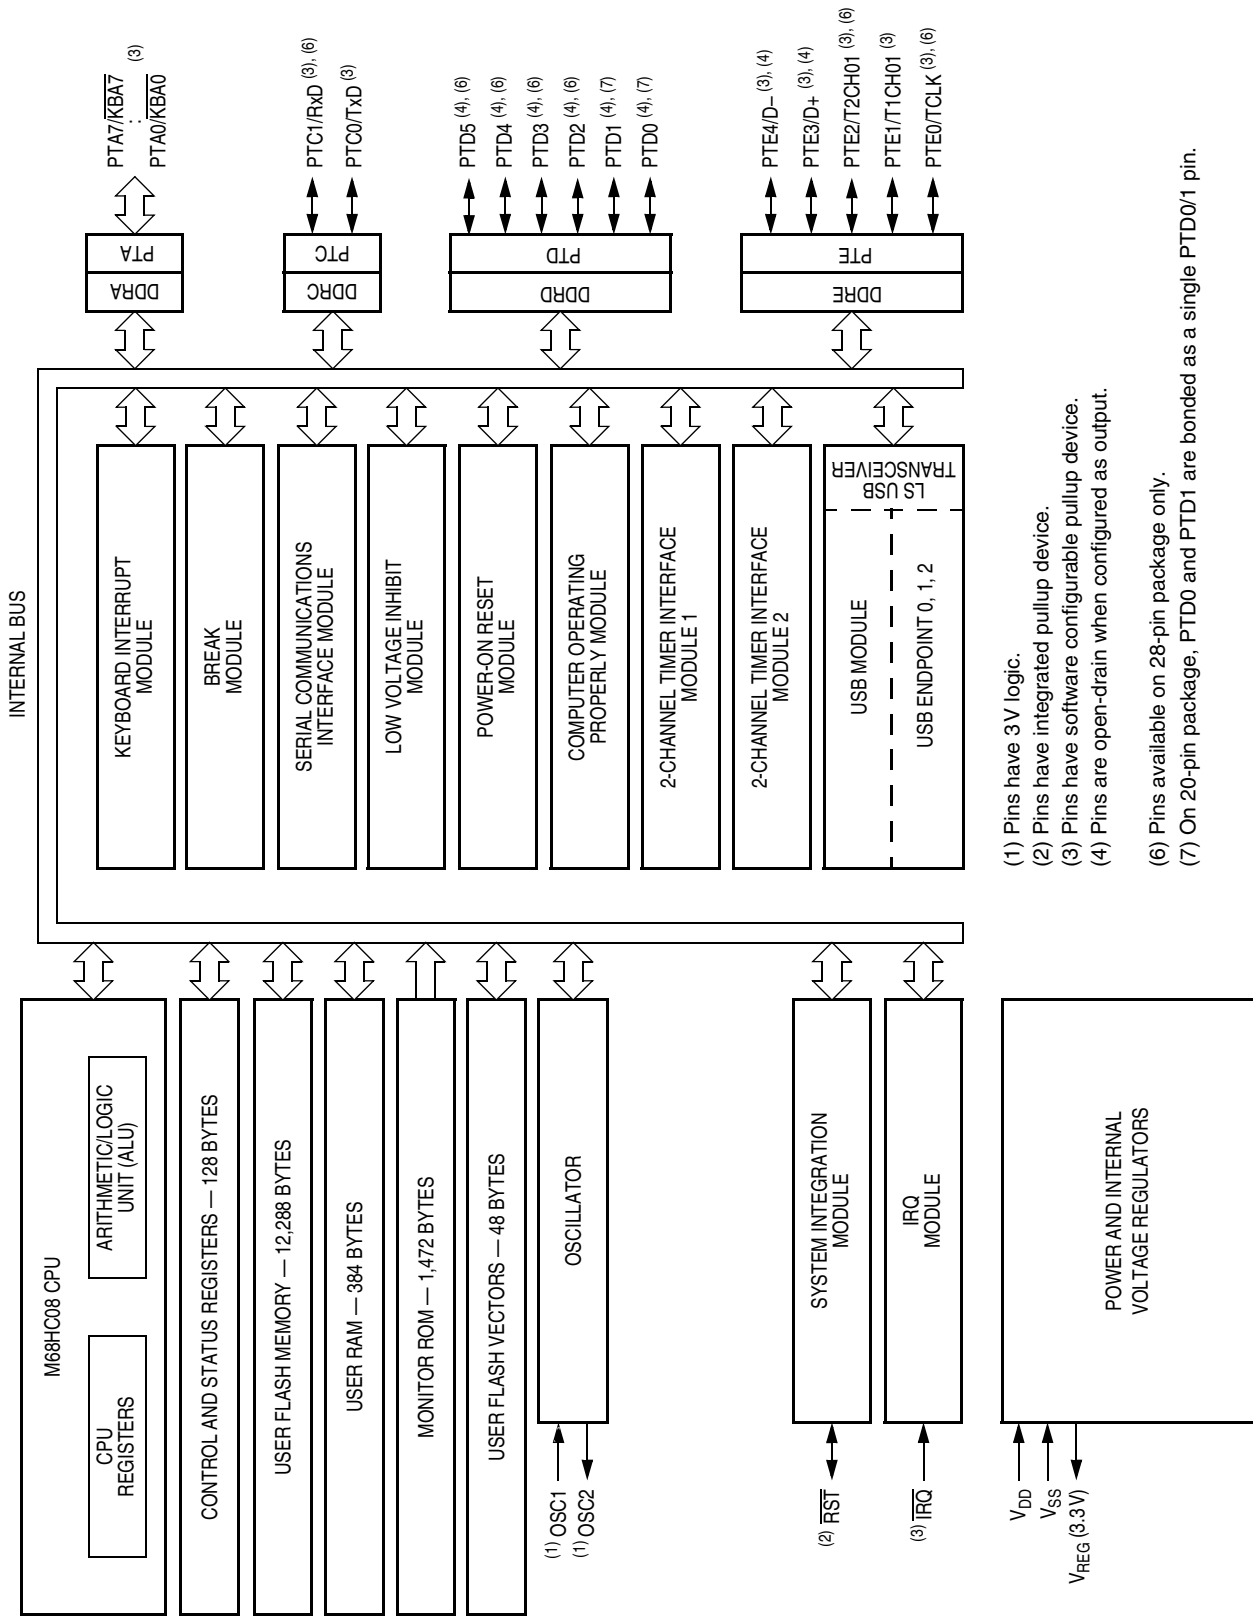 INTERNAL BUS
M68HC08 CPU
CPU
REGISTERS
ARITHMETIC/LOGIC
UNIT (ALU)
CONTROL AND STATUS REGISTERS — 128 BYTES
USER FLASH MEMORY — 12,288 BYTES
USER RAM — 384 BYTES
MONITOR ROM — 1,472 BYTES
USER FLASH VECTORS — 48 BYTES
(1) OSC1
(1) OSC2
OSCILLATOR
(2) R̅S̅T̅
SYSTEM INTEGRATION
MODULE
(3) I̅R̅Q̅
IRQ
MODULE
VDD
VSS
VREG (3.3 V)
POWER AND INTERNAL
VOLTAGE REGULATORS
KEYBOARD INTERRUPT
MODULE
BREAK
MODULE
SERIAL COMMUNICATIONS
INTERFACE MODULE
LOW VOLTAGE INHIBIT
MODULE
POWER-ON RESET
MODULE
COMPUTER OPERATING
PROPERLY MODULE
2-CHANNEL TIMER INTERFACE
MODULE 1
2-CHANNEL TIMER INTERFACE
MODULE 2
USB MODULE
USB ENDPOINT 0, 1, 2
LS USB
TRANSCEIVER
DDRA
PTA
PTA7/K̅B̅A̅7̅
: (3)
PTA0/K̅B̅A̅0̅
DDRC
PTC
PTC1/RxD (3), (6)
PTC0/TxD (3)
DDRD
PTD
PTD5 (4), (6)
PTD4 (4), (6)
PTD3 (4), (6)
PTD2 (4), (6)
PTD1 (4), (7)
PTD0 (4), (7)
DDRE
PTE
PTE4/D– (3), (4)
PTE3/D+ (3), (4)
PTE2/T2CH01 (3), (6)
PTE1/T1CH01 (3)
PTE0/TCLK (3), (6)
(1) Pins have 3 V logic.
(2) Pins have integrated pullup device.
(3) Pins have software configurable pullup device.
(4) Pins are open-drain when configured as output.
(6) Pins available on 28-pin package only.
(7) On 20-pin package, PTD0 and PTD1 are bonded as a single PTD0/1 pin.